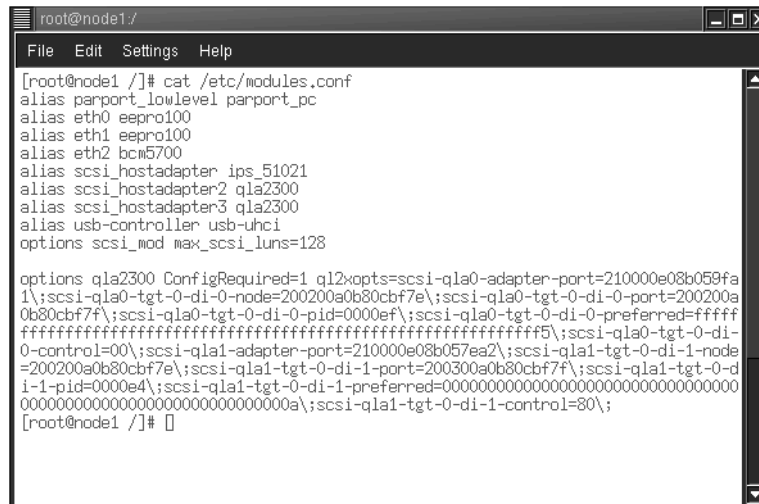 root@node1:/
File Edit Settings Help
[root@node1 /]# cat /etc/modules.conf
alias parport_lowlevel parport_pc
alias eth0 eepro100
alias eth1 eepro100
alias eth2 bcm5700
alias scsi_hostadapter ips_51021
alias scsi_hostadapter2 qla2300
alias scsi_hostadapter3 qla2300
alias usb-controller usb-uhci
options scsi_mod max_scsi_luns=128
options qla2300 ConfigRequired=1 ql2xopts=scsi-qla0-adapter-port=210000e08b059fa
1\;scsi-qla0-tgt-0-di-0-node=200200a0b80cbf7e\;scsi-qla0-tgt-0-di-0-port=200200a
0b80cbf7f\;scsi-qla0-tgt-0-di-0-pid=0000ef\;scsi-qla0-tgt-0-di-0-preferred=fffff
fffffffffffffffffffffffffffffffffffffffffffffffffffffffffff5\;scsi-qla0-tgt-0-di-
0-control=00\;scsi-qla1-adapter-port=210000e08b057ea2\;scsi-qla1-tgt-0-di-1-node
=200200a0b80cbf7e\;scsi-qla1-tgt-0-di-1-port=200300a0b80cbf7f\;scsi-qla1-tgt-0-d
i-1-pid=0000e4\;scsi-qla1-tgt-0-di-1-preferred=000000000000000000000000000000000
000000000000000000000000000000a\;scsi-qla1-tgt-0-di-1-control=80\;
[root@node1 /]#